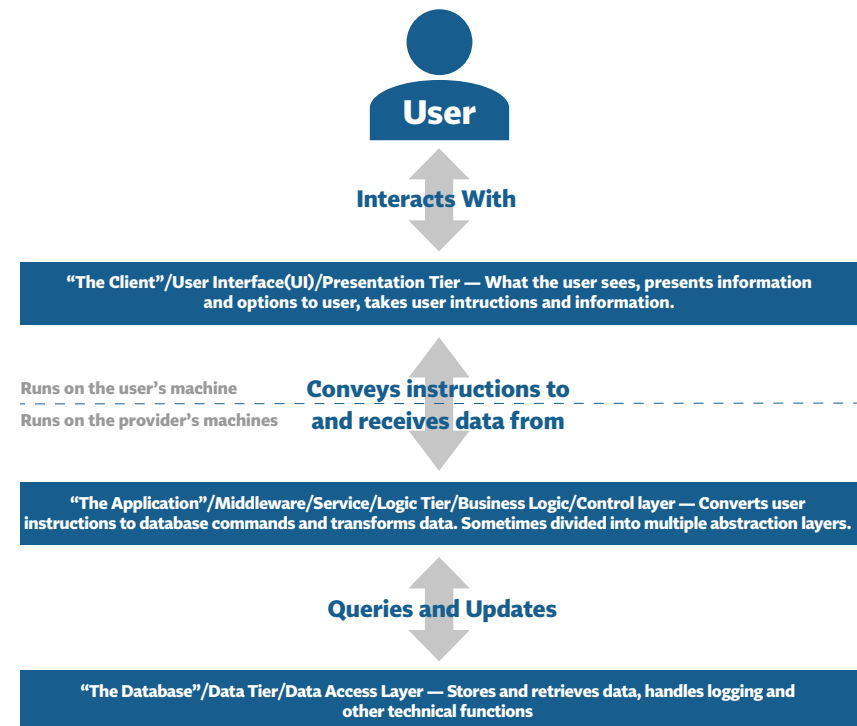 User
Interacts With
“The Client”/User Interface(UI)/Presentation Tier — What the user sees, presents information
and options to user, takes user intructions and information.
Runs on the user’s machine
Conveys instructions to
Runs on the provider’s machines
and receives data from
“The Application”/Middleware/Service/Logic Tier/Business Logic/Control layer — Converts user
instructions to database commands and transforms data. Sometimes divided into multiple abstraction layers.
Queries and Updates
“The Database”/Data Tier/Data Access Layer — Stores and retrieves data, handles logging and
other technical functions